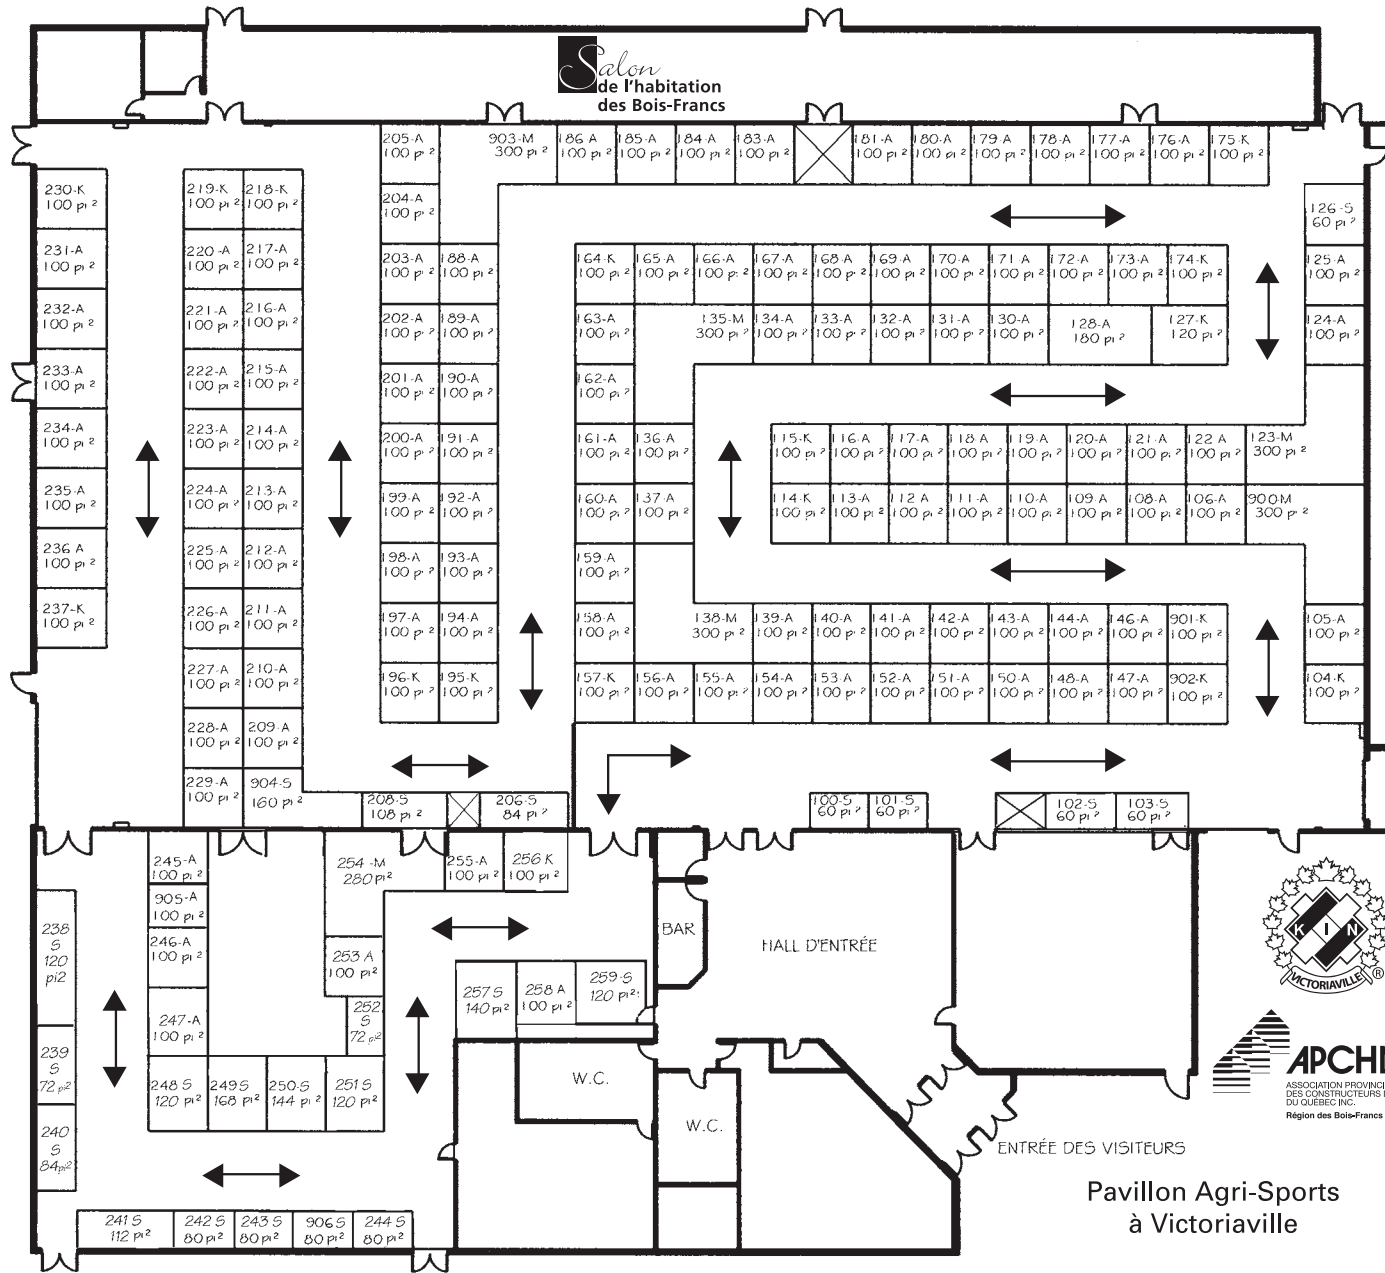 Salon
de l'habitation
des Bois-Francs
205-A
100 pi²
903-M
300 pi²
186-A
100 pi²
185-A
100 pi²
184-A
100 pi²
183-A
100 pi²
181-A
100 pi²
180-A
100 pi²
179-A
100 pi²
178-A
100 pi²
177-A
100 pi²
176-A
100 pi²
175-K
100 pi²
230-K
100 pi²
219-K
100 pi²
218-K
100 pi²
204-A
100 pi²
126-S
60 pi²
231-A
100 pi²
220-A
100 pi²
217-A
100 pi²
203-A
100 pi²
188-A
100 pi²
164-K
100 pi²
165-A
100 pi²
166-A
100 pi²
167-A
100 pi²
168-A
100 pi²
169-A
100 pi²
170-A
100 pi²
171-A
100 pi²
172-A
100 pi²
173-A
100 pi²
174-K
100 pi²
125-A
100 pi²
232-A
100 pi²
221-A
100 pi²
216-A
100 pi²
202-A
100 pi²
189-A
100 pi²
163-A
100 pi²
135-M
300 pi²
134-A
100 pi²
133-A
100 pi²
132-A
100 pi²
131-A
100 pi²
130-A
100 pi²
128-A
180 pi²
127-K
120 pi²
124-A
100 pi²
233-A
100 pi²
222-A
100 pi²
215-A
100 pi²
201-A
100 pi²
190-A
100 pi²
162-A
100 pi²
234-A
100 pi²
223-A
100 pi²
214-A
100 pi²
200-A
100 pi²
191-A
100 pi²
161-A
100 pi²
136-A
100 pi²
115-K
100 pi²
116-A
100 pi²
117-A
100 pi²
118-A
100 pi²
119-A
100 pi²
120-A
100 pi²
121-A
100 pi²
122 A
100 pi²
123-M
300 pi²
235-A
100 pi²
224-A
100 pi²
213-A
100 pi²
199-A
100 pi²
192-A
100 pi²
160-A
100 pi²
137-A
100 pi²
114-K
100 pi²
113-A
100 pi²
112 A
100 pi²
111-A
100 pi²
110-A
100 pi²
109-A
100 pi²
108-A
100 pi²
106-A
100 pi²
900-M
300 pi²
236 A
100 pi²
225-A
100 pi²
212-A
100 pi²
198-A
100 pi²
193-A
100 pi²
159-A
100 pi²
237-K
100 pi²
226-A
100 pi²
211-A
100 pi²
197-A
100 pi²
194-A
100 pi²
158-A
100 pi²
138-M
300 pi²
139-A
100 pi²
140-A
100 pi²
141-A
100 pi²
142-A
100 pi²
143-A
100 pi²
144-A
100 pi²
146-A
100 pi²
901-K
100 pi²
105-A
100 pi²
227-A
100 pi²
210-A
100 pi²
196-K
100 pi²
195-K
100 pi²
157-K
100 pi²
156-A
100 pi²
155-A
100 pi²
154-A
100 pi²
153-A
100 pi²
152-A
100 pi²
151-A
100 pi²
150-A
100 pi²
148-A
100 pi²
147-A
100 pi²
902-K
100 pi²
104-K
100 pi²
228-A
100 pi²
209-A
100 pi²
229-A
100 pi²
904-S
160 pi²
208-S
108 pi²
206-S
84 pi²
100-S
60 pi²
101-S
60 pi²
102-S
60 pi²
103-S
60 pi²
245-A
100 pi²
254-M
280 pi²
255-A
100 pi²
256 K
100 pi²
905-A
100 pi²
238
S
120
pi2
246-A
100 pi²
253 A
100 pi²
BAR
HALL D'ENTRÉE
KIN
VICTORIAVILLE
®
257 S
140 pi²
258 A
100 pi²
259-S
120 pi²
247-A
100 pi²
252
S
72 pi2
239
S
72 pi²
248 S
120 pi²
249 S
168 pi²
250-S
144 pi²
251 S
120 pi²
W.C.
W.C.
240
S
84 pi²
APCH
ASSOCIATION
DES CONSTRUCTEURS
DU QUÉBEC INC.
Région des Bois-Francs
ENTRÉE DES VISITEURS
241 S
112 pi²
242 S
80 pi²
243 S
80 pi²
906 S
80 pi²
244 S
80 pi²
Pavillon Agri-Sports
à Victoriaville